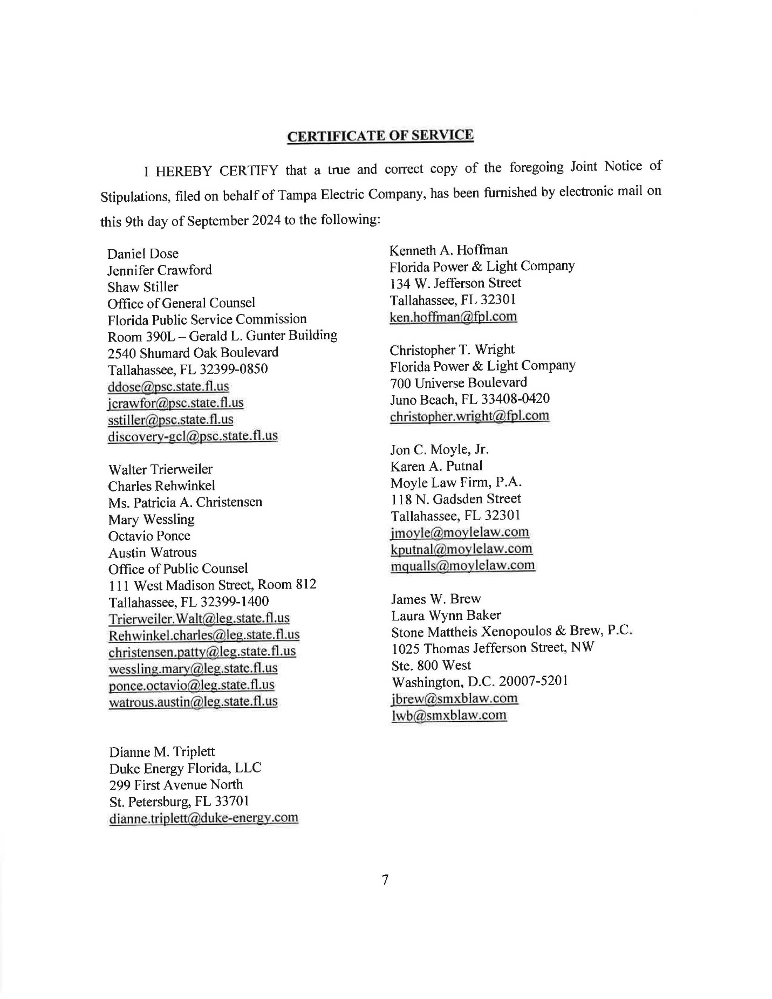 CERTIFICATE OF SERVICE
I HEREBY CERTIFY that a true and correct copy of the foregoing Joint Notice of
Stipulations, filed on behalf of Tampa Electric Company, has been furnished by electronic mail on
this 9th day of September 2024 to the following:
Daniel Dose
Jennifer Crawford
Shaw Stiller
Office of General Counsel
Florida Public Service Commission
Room 390L – Gerald L. Gunter Building
2540 Shumard Oak Boulevard
Tallahassee, FL 32399-0850
ddose@psc.state.fl.us
jcrawfor@psc.state.fl.us
sstiller@psc.state.fl.us
discovery-gcl@psc.state.fl.us
Walter Trierweiler
Charles Rehwinkel
Ms. Patricia A. Christensen
Mary Wessling
Octavio Ponce
Austin Watrous
Office of Public Counsel
111 West Madison Street, Room 812
Tallahassee, FL 32399-1400
Trierweiler.Walt@leg.state.fl.us
Rehwinkel.charles@leg.state.fl.us
christensen.patty@leg.state.fl.us
wessling.mary@leg.state.fl.us
ponce.octavio@leg.state.fl.us
watrous.austin@leg.state.fl.us
Dianne M. Triplett
Duke Energy Florida, LLC
299 First Avenue North
St. Petersburg, FL 33701
dianne.triplett@duke-energy.com
Kenneth A. Hoffman
Florida Power & Light Company
134 W. Jefferson Street
Tallahassee, FL 32301
ken.hoffman@fpl.com
Christopher T. Wright
Florida Power & Light Company
700 Universe Boulevard
Juno Beach, FL 33408-0420
christopher.wright@fpl.com
Jon C. Moyle, Jr.
Karen A. Putnal
Moyle Law Firm, P.A.
118 N. Gadsden Street
Tallahassee, FL 32301
jmoyle@moylelaw.com
kputnal@moylelaw.com
mqualls@moylelaw.com
James W. Brew
Laura Wynn Baker
Stone Mattheis Xenopoulos & Brew, P.C.
1025 Thomas Jefferson Street, NW
Ste. 800 West
Washington, D.C. 20007-5201
jbrew@smxblaw.com
lwb@smxblaw.com
7